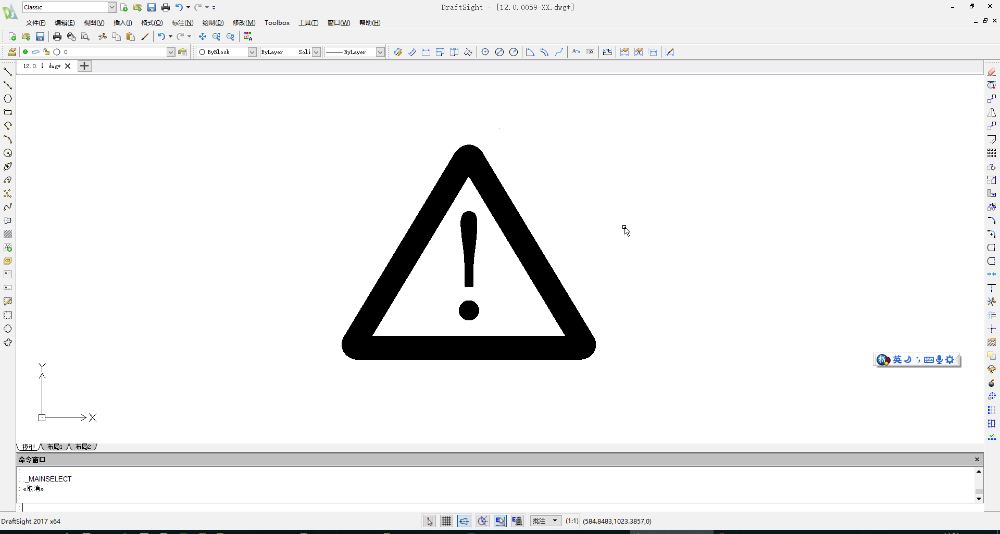 Classic
DraftSight - [12.0.0059-XX.dwg*]
文件(F) 编辑(E) 视图(V) 插入(I) 格式(O) 标注(N) 绘制(D) 修改(M) Toolbox 工具(T) 窗口(W) 帮助(H)
0 ByBlock ByLayer Soli ByLayer
12.0. ⋮ .dwg*
拼 英
Y
X
模型 布局1 布局2
命令窗口
:
: ._MAINSELECT
: «取消»
:
:
DraftSight 2017 x64 批注 (1:1) (584.8483,1023.3857,0)